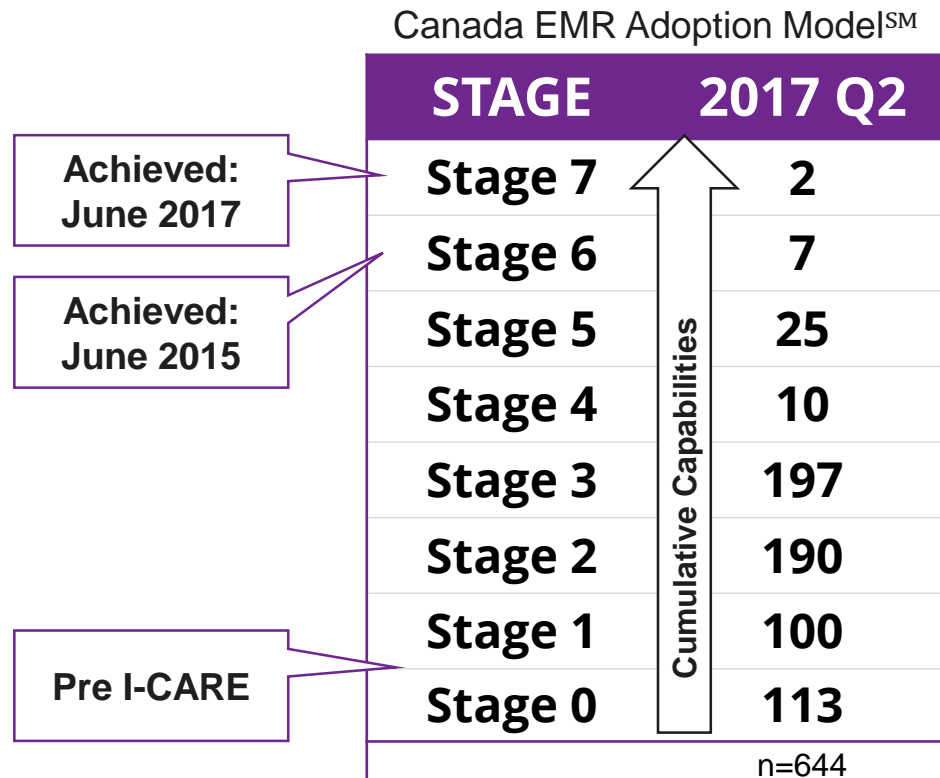 Canada EMR Adoption Model℠
STAGE 2017 Q2
Achieved:
June 2017
Stage 7 2
Stage 6 7
Achieved:
June 2015
Stage 5 25
Stage 4 10
Stage 3 197
Stage 2 190
Stage 1 100
Pre I-CARE
Stage 0 113
Cumulative Capabilities
n=644